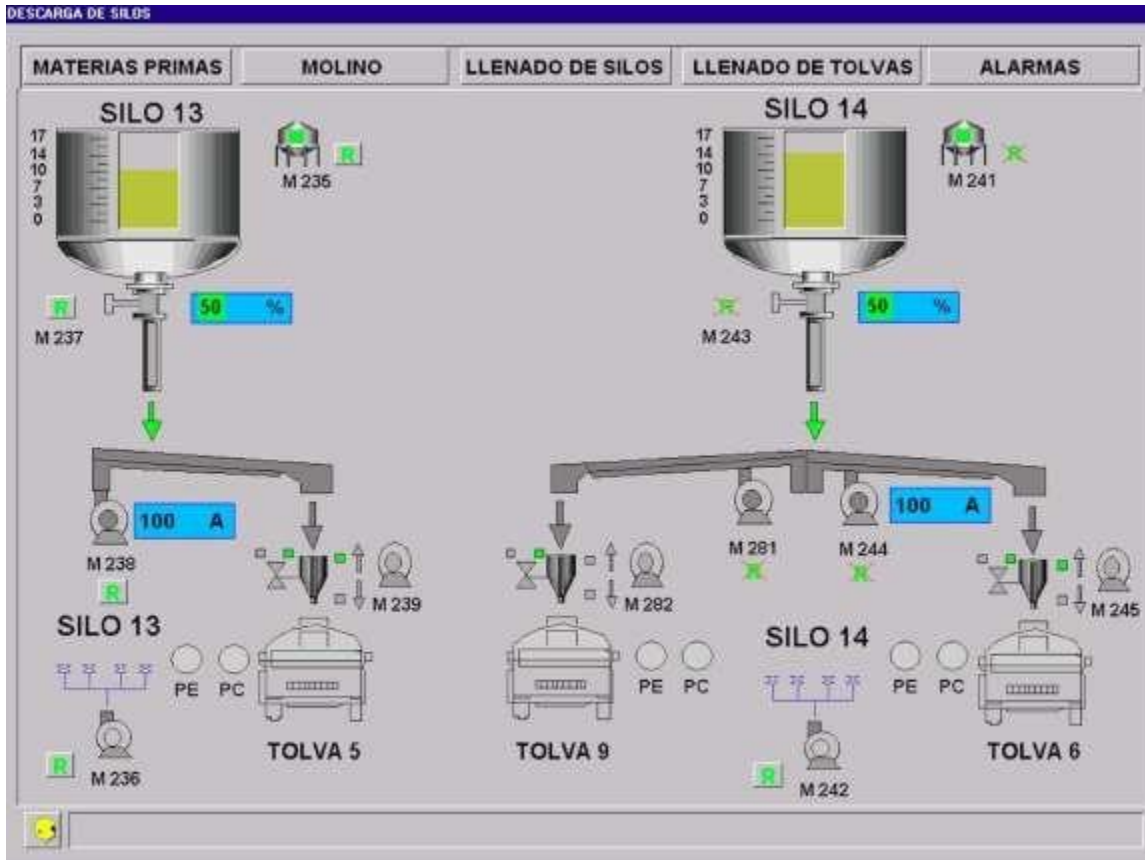 DESCARGA DE SILOS
MATERIAS PRIMAS MOLINO LLENADO DE SILOS LLENADO DE TOLVAS ALARMAS
SILO 13 SILO 14
17 17
14 R 14 R
10 10
7 M 235 7 M 241
3 3
0 0
R 50 % R 50 %
M 237 M 243
100 A 100 A
M 238 M 281 M 244
R R R
M 239 M 282 M 245
SILO 13 SILO 14
PE PC PE PC PE PC
TOLVA 5 TOLVA 9 TOLVA 6
R M 236 R M 242